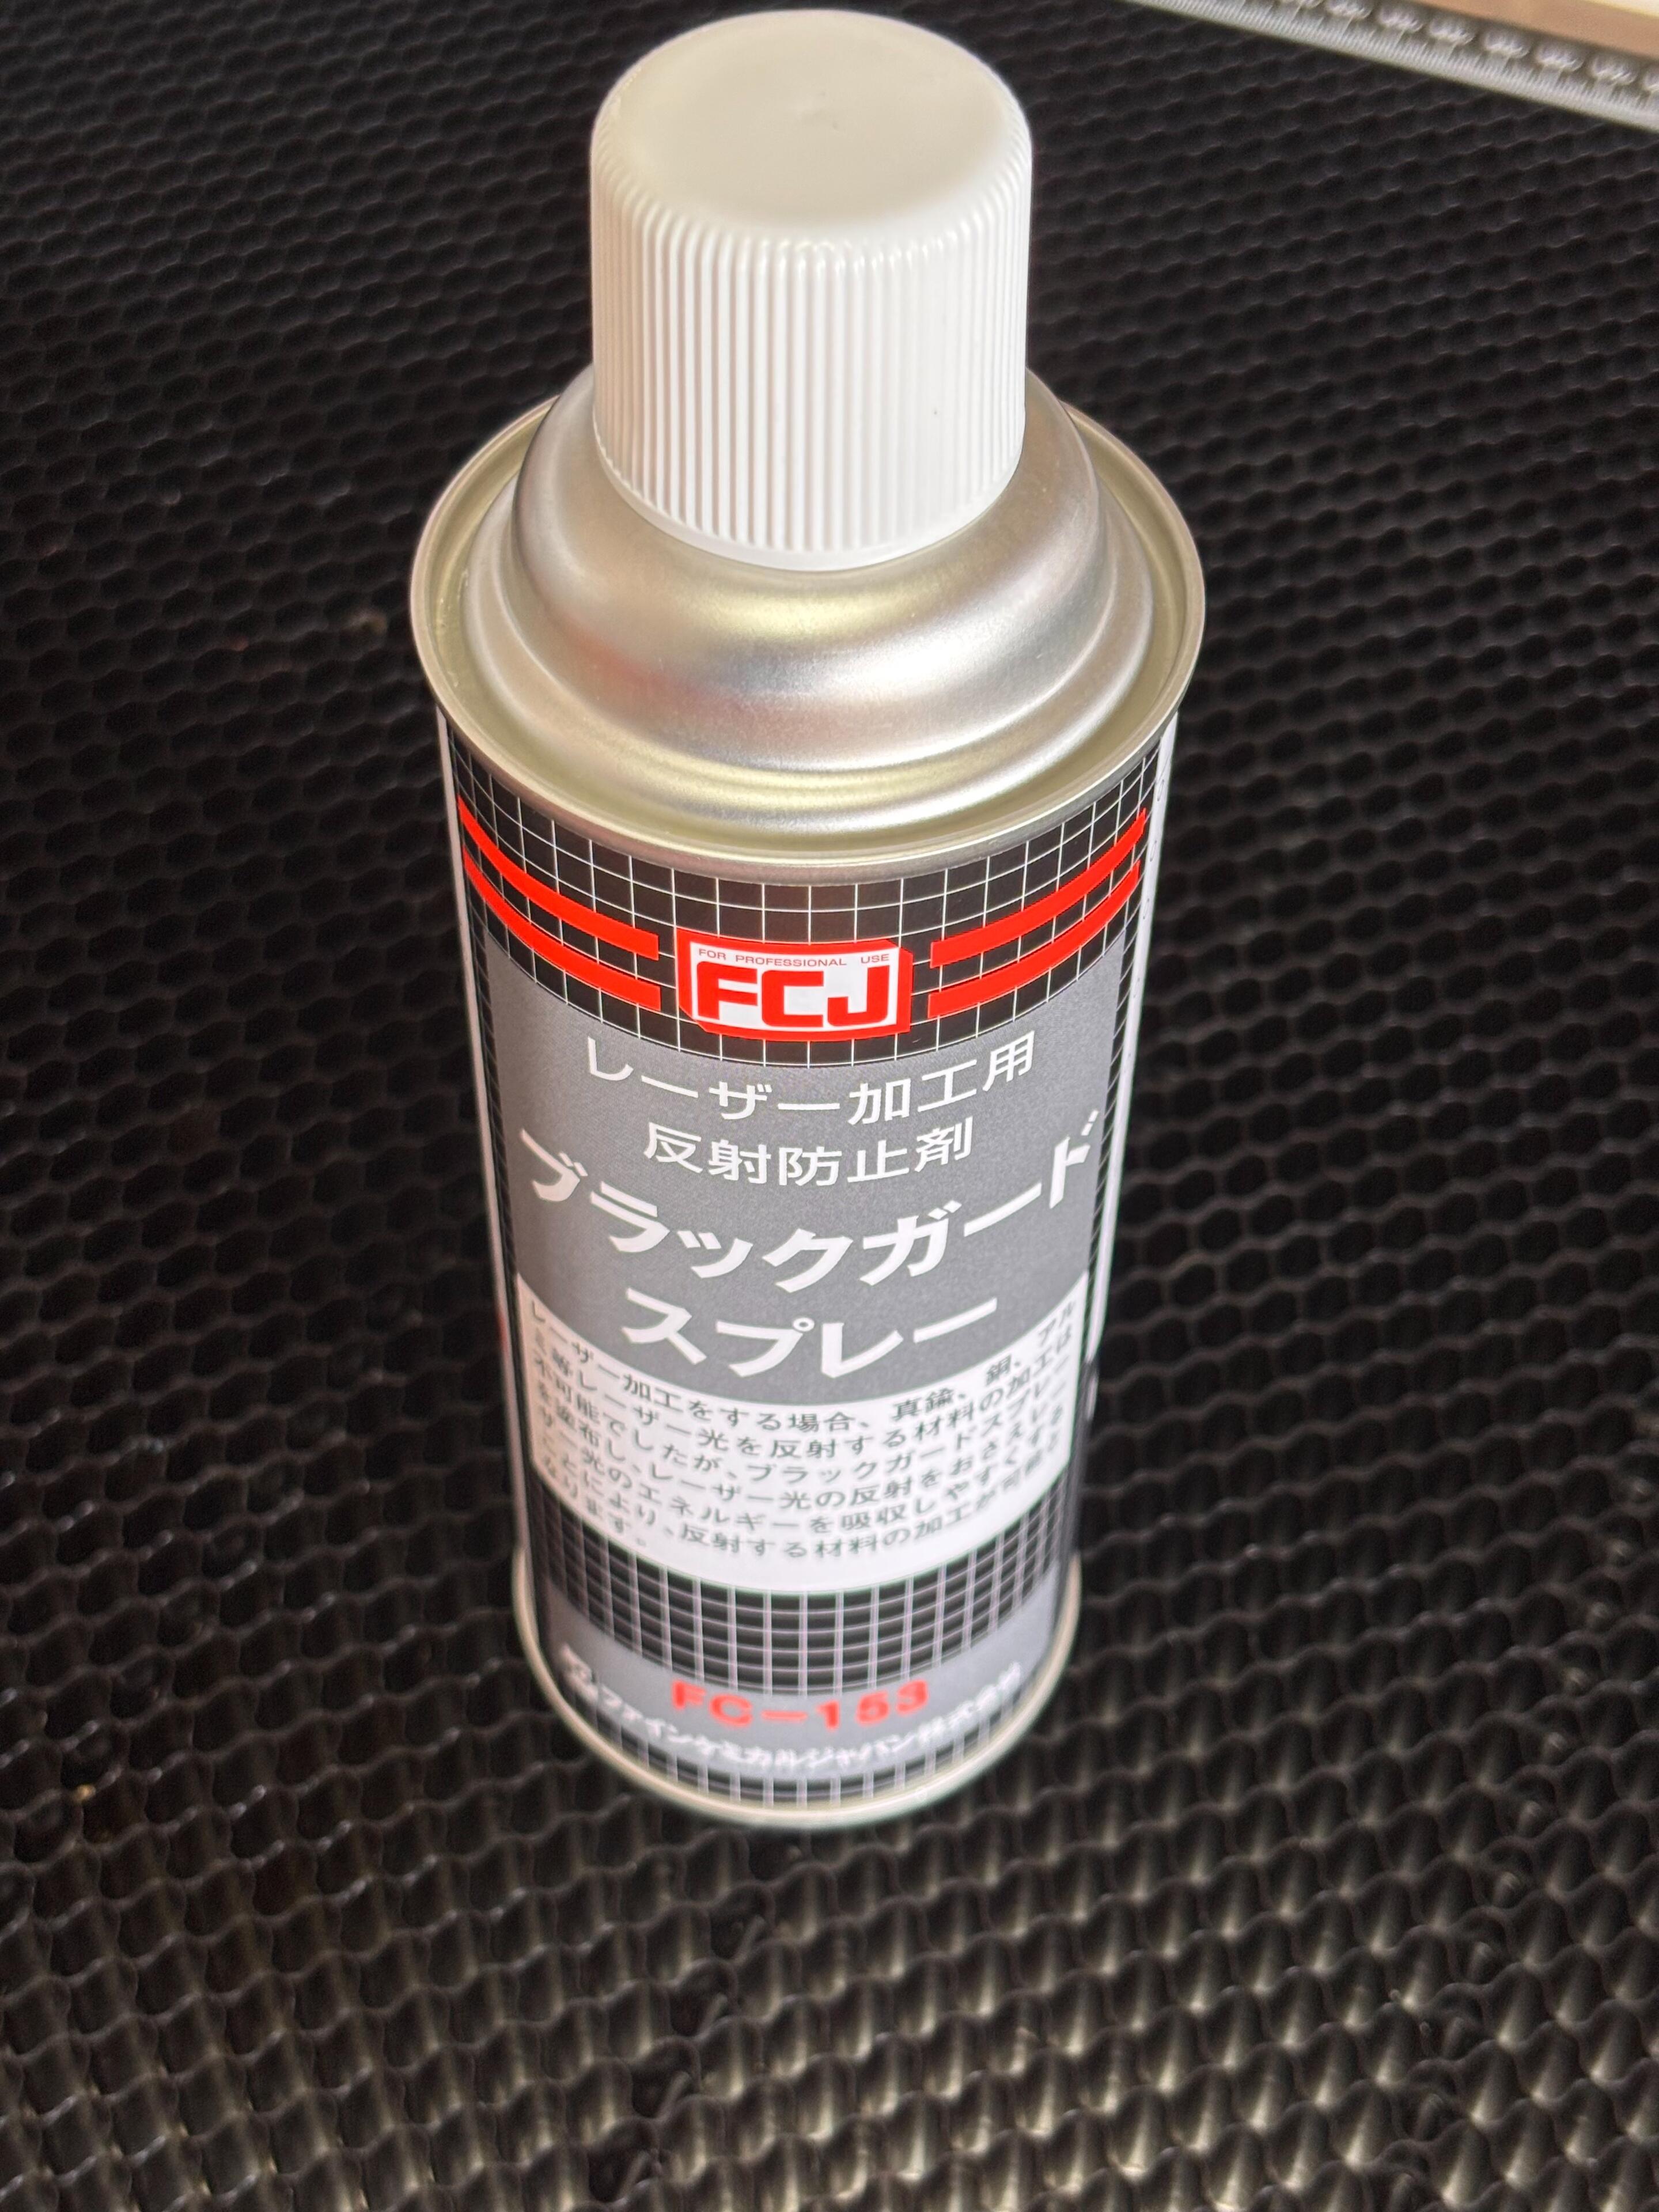 FOR PROFESSIONAL USE
FCJ
レーザー加工用
反射防止剤
ブラックガード
スプレー
レーザー加工をする場合、真鍮、銅、アル
ミ等レーザー光を反射する材料の加工は
不可能でしたが、ブラックガードスプレー
を塗布し、レーザー光の反射をおさえレー
ザー光のエネルギーを吸収しやすくする
ことにより、反射する材料の加工が可能に
なります。
FC-153
ファインケミカルジャパン株式会社